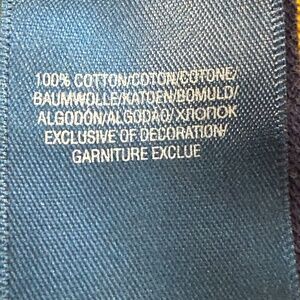 100% COTTON/COTON/COTONE/
BAUMWOLLE/KATOEN/BOMULD/
ALGODÓN/ALGODÃO/ХЛОПОК
EXCLUSIVE OF DECORATION/
GARNITURE EXCLUE